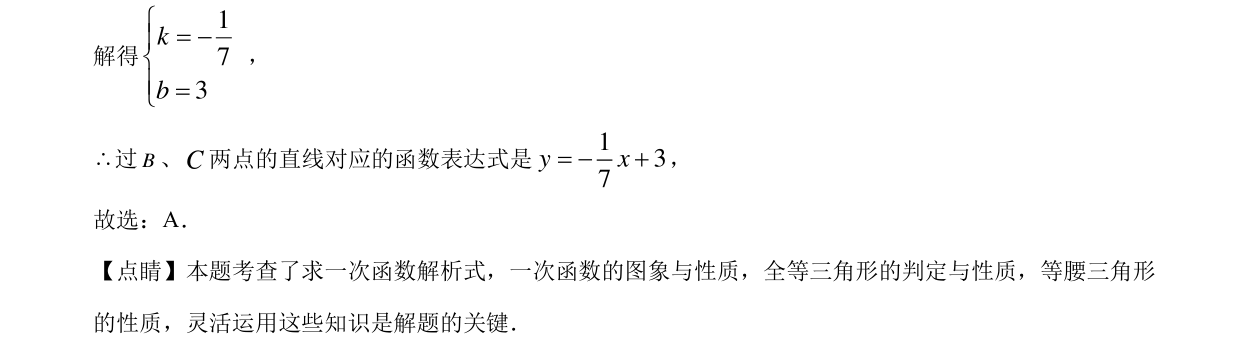 解得 { k = -1/7
b = 3 ,
∴过 B 、 C 两点的直线对应的函数表达式是 y = -1/7 x + 3 ,
故选：A．
【点睛】本题考查了求一次函数解析式，一次函数的图象与性质，全等三角形的判定与性质，等腰三角形
的性质，灵活运用这些知识是解题的关键．